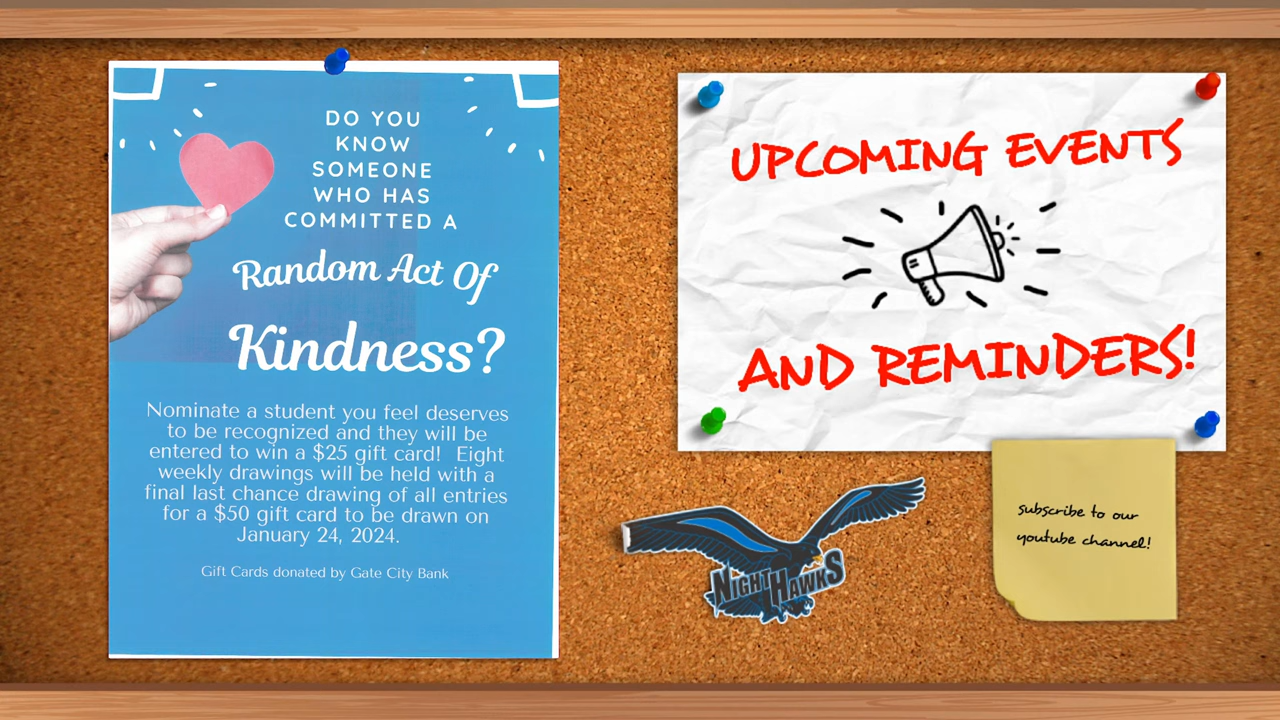 DO YOU
KNOW
SOMEONE
WHO HAS
COMMITTED A
Random Act Of
Kindness?
Nominate a student you feel deserves
to be recognized and they will be
entered to win a $25 gift card! Eight
weekly drawings will be held with a
final last chance drawing of all entries
for a $50 gift card to be drawn on
January 24, 2024.
Gift Cards donated by Gate City Bank
UPCOMING EVENTS
AND REMINDERS!
NIGHTHAWKS
subscribe to our
youtube channel!